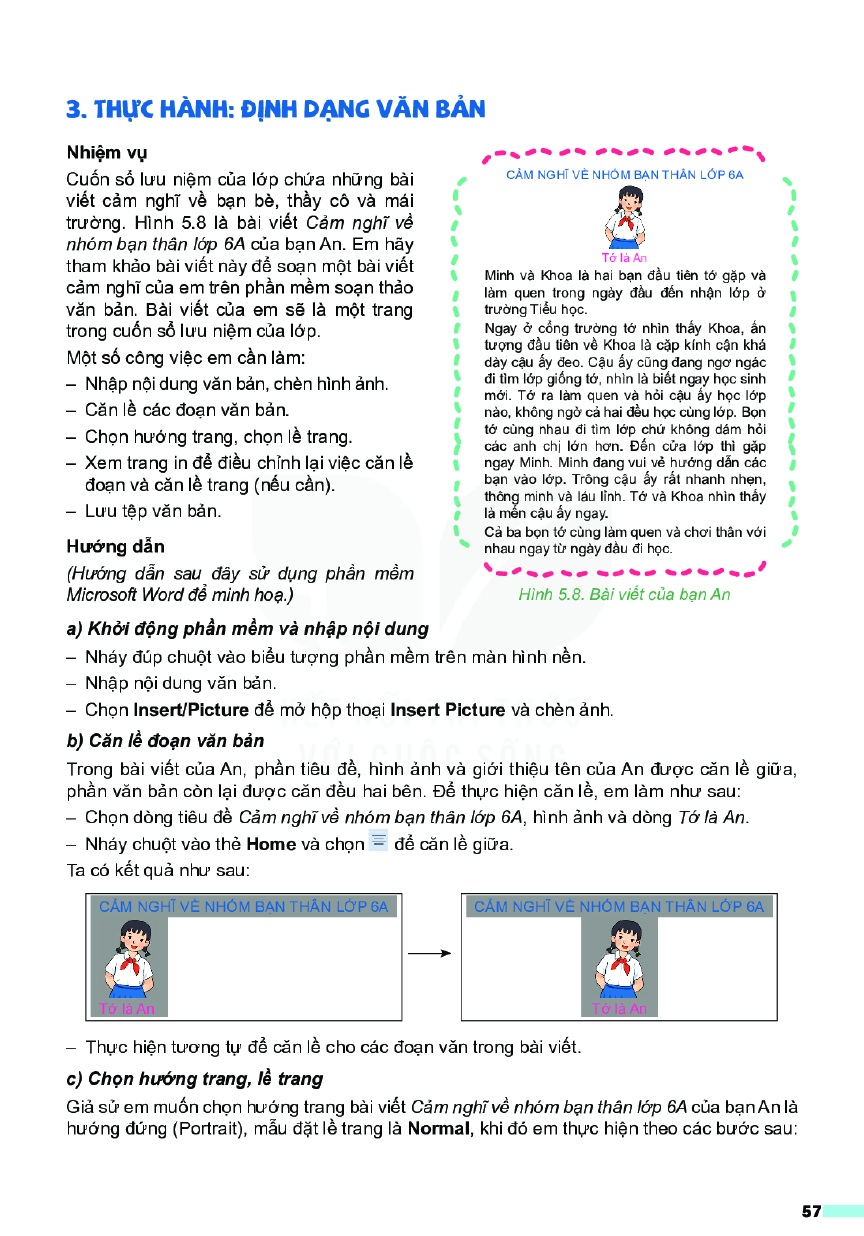 3. THỰC HÀNH: ĐỊNH DẠNG VĂN BẢN
Nhiệm vụ
Cuốn sổ lưu niệm của lớp chứa những bài
viết cảm nghĩ về bạn bè, thầy cô và mái
trường. Hình 5.8 là bài viết Cảm nghĩ về
nhóm bạn thân lớp 6A của bạn An. Em hãy
tham khảo bài viết này để soạn một bài viết
cảm nghĩ của em trên phần mềm soạn thảo
văn bản. Bài viết của em sẽ là một trang
trong cuốn sổ lưu niệm của lớp.
Một số công việc em cần làm:
– Nhập nội dung văn bản, chèn hình ảnh.
– Căn lề các đoạn văn bản.
– Chọn hướng trang, chọn lề trang.
– Xem trang in để điều chỉnh lại việc căn lề
đoạn và căn lề trang (nếu cần).
– Lưu tệp văn bản.
Hướng dẫn
(Hướng dẫn sau đây sử dụng phần mềm
Microsoft Word để minh hoạ.)
CẢM NGHĨ VỀ NHÓM BẠN THÂN LỚP 6A
Tớ là An
Minh và Khoa là hai bạn đầu tiên tớ gặp và
làm quen trong ngày đầu đến nhận lớp ở
trường Tiểu học.
Ngay ở cổng trường tớ nhìn thấy Khoa, ấn
tượng đầu tiên về Khoa là cặp kính cận khá
dày cậu ấy đeo. Cậu ấy cũng đang ngơ ngác
đi tìm lớp giống tớ, nhìn là biết ngay học sinh
mới. Tớ ra làm quen và hỏi cậu ấy học lớp
nào, không ngờ cả hai đều học cùng lớp. Bọn
tớ cùng nhau đi tìm lớp chứ không dám hỏi
các anh chị lớn hơn. Đến cửa lớp thì gặp
ngay Minh. Minh đang vui vẻ hướng dẫn các
bạn vào lớp. Trông cậu ấy rất nhanh nhẹn,
thông minh và láu lỉnh. Tớ và Khoa nhìn thấy
là mến cậu ấy ngay.
Cả ba bọn tớ cùng làm quen và chơi thân với
nhau ngay từ ngày đầu đi học.
Hình 5.8. Bài viết của bạn An
a) Khởi động phần mềm và nhập nội dung
– Nháy đúp chuột vào biểu tượng phần mềm trên màn hình nền.
– Nhập nội dung văn bản.
– Chọn Insert/Picture để mở hộp thoại Insert Picture và chèn ảnh.
b) Căn lề đoạn văn bản
Trong bài viết của An, phần tiêu đề, hình ảnh và giới thiệu tên của An được căn lề giữa,
phần văn bản còn lại được căn đều hai bên. Để thực hiện căn lề, em làm như sau:
– Chọn dòng tiêu đề Cảm nghĩ về nhóm bạn thân lớp 6A, hình ảnh và dòng Tớ là An.
– Nháy chuột vào thẻ Home và chọn để căn lề giữa.
Ta có kết quả như sau:
CẢM NGHĨ VỀ NHÓM BẠN THÂN LỚP 6A
Tớ là An
CẢM NGHĨ VỀ NHÓM BẠN THÂN LỚP 6A
Tớ là An
– Thực hiện tương tự để căn lề cho các đoạn văn trong bài viết.
c) Chọn hướng trang, lề trang
Giả sử em muốn chọn hướng trang bài viết Cảm nghĩ về nhóm bạn thân lớp 6A của bạn An là
hướng đứng (Portrait), mẫu đặt lề trang là Normal, khi đó em thực hiện theo các bước sau:
57